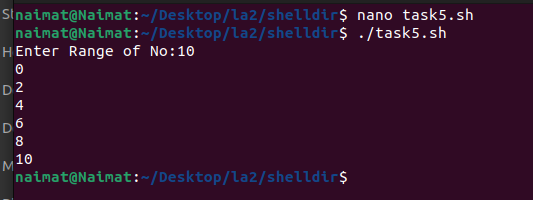 naimat@Naimat:~/Desktop/la2/shelldir$ nano task5.sh
naimat@Naimat:~/Desktop/la2/shelldir$ ./task5.sh
Enter Range of No:10
0
2
4
6
8
10
naimat@Naimat:~/Desktop/la2/shelldir$